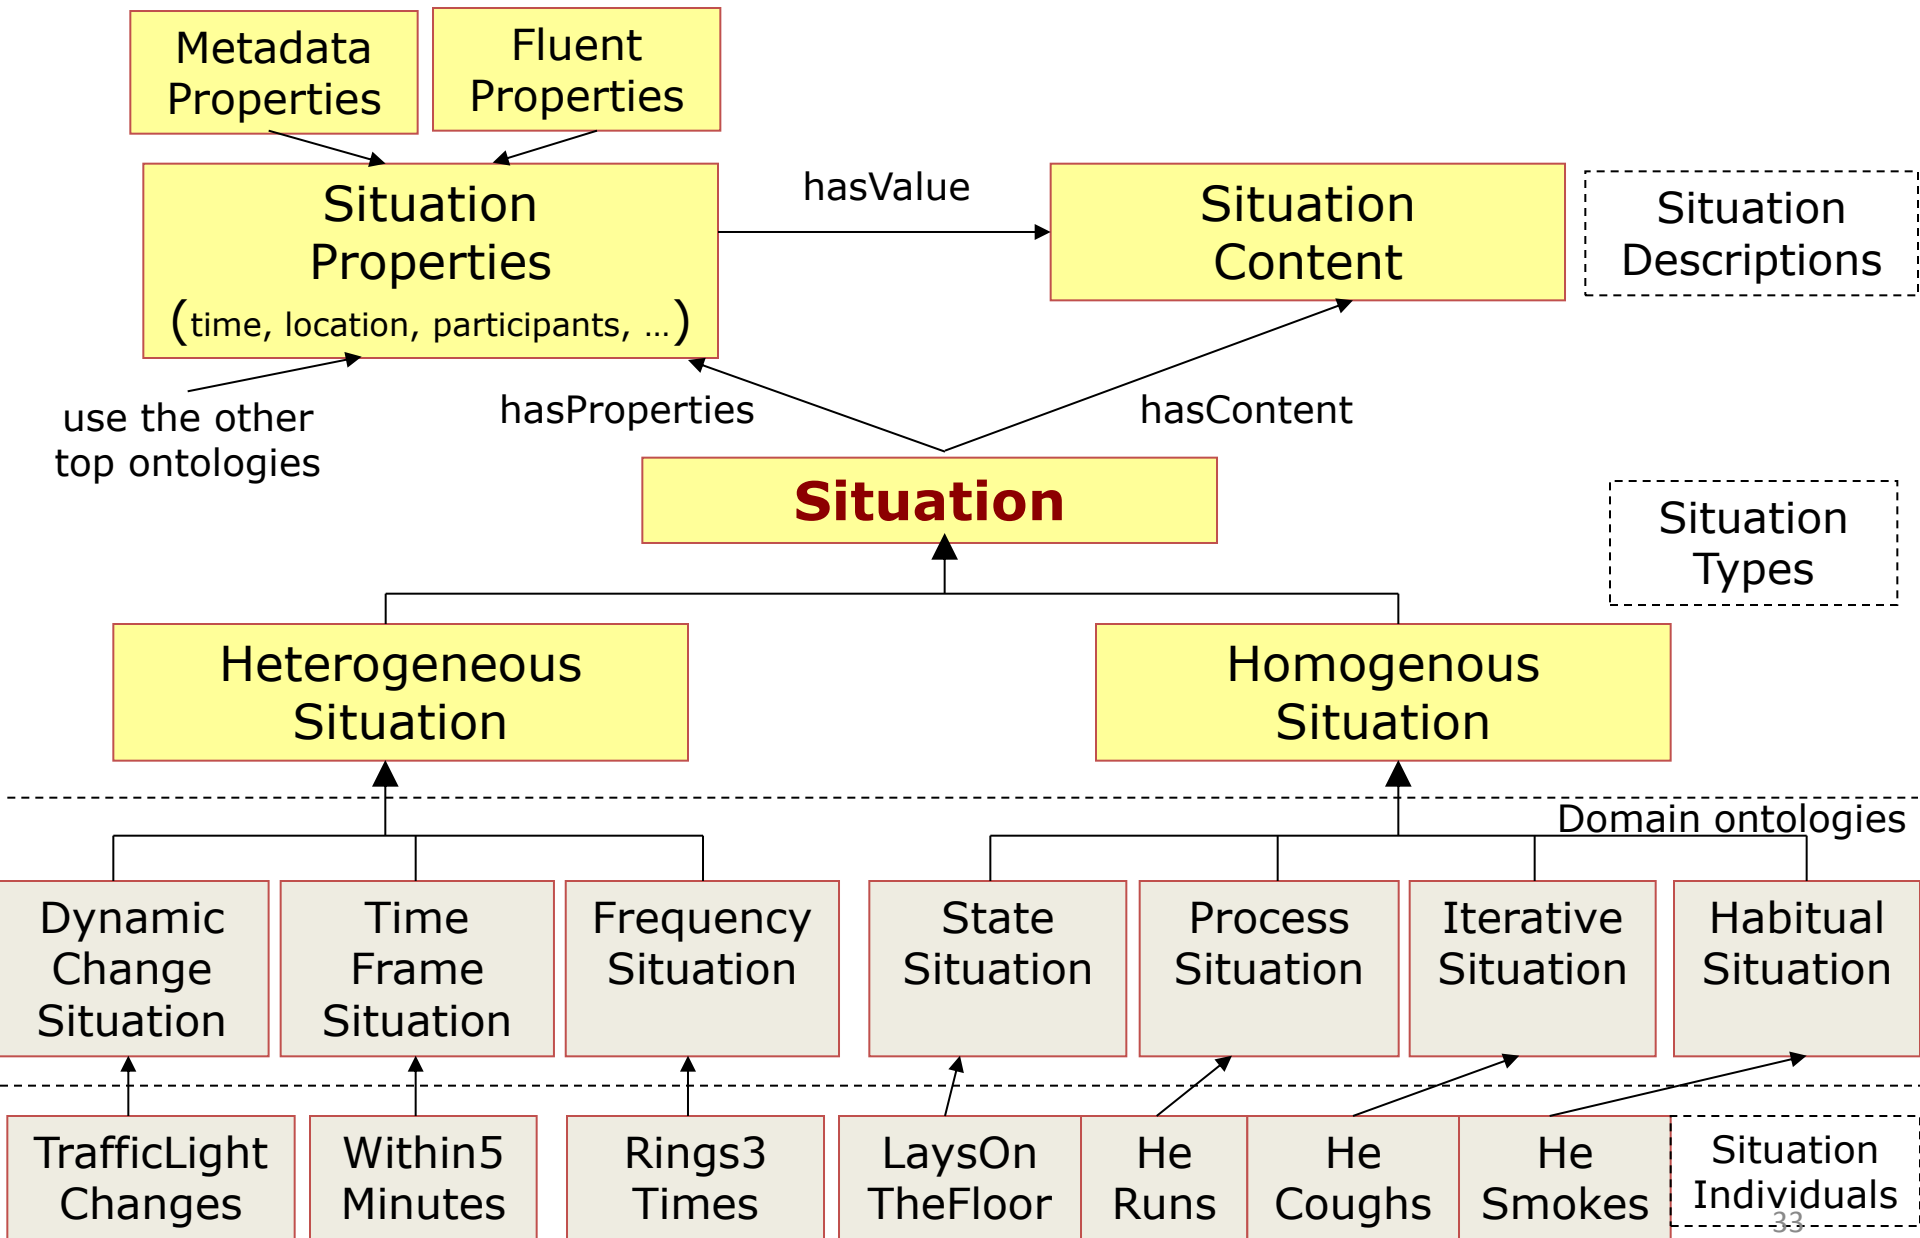 Metadata
Properties
Fluent
Properties
Situation
Properties
(time, location, participants, ...)
hasValue
Situation
Content
Situation
Descriptions
use the other
top ontologies
hasProperties
hasContent
Situation
Situation
Types
Heterogeneous
Situation
Homogenous
Situation
Domain ontologies
Dynamic
Change
Situation
Time
Frame
Situation
Frequency
Situation
State
Situation
Process
Situation
Iterative
Situation
Habitual
Situation
TrafficLight
Changes
Within5
Minutes
Rings3
Times
LaysOn
TheFloor
He
Runs
He
Coughs
He
Smokes
Situation
Individuals
33